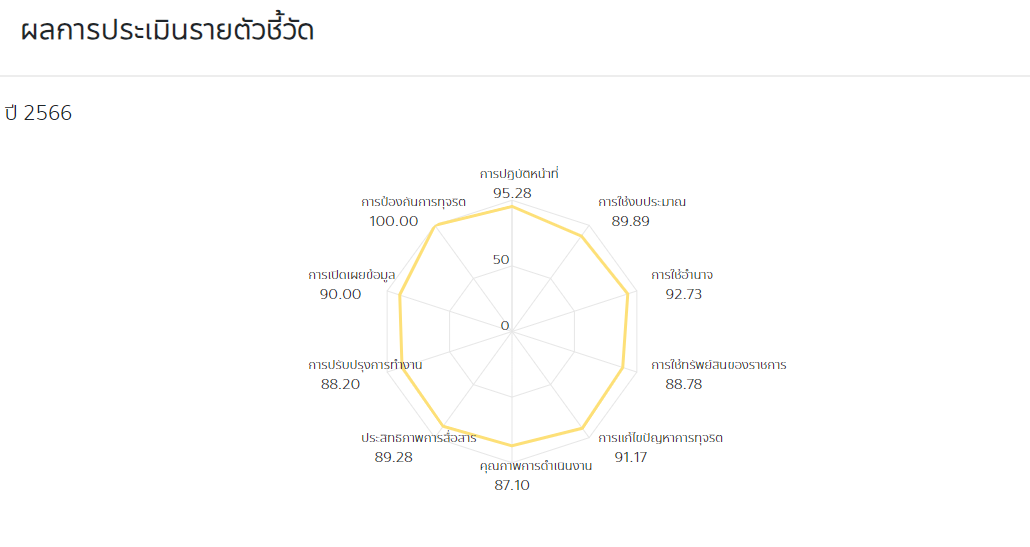 ผลการประเมินรายตัวชี้วัด
ปี 2566
การปฏิบัติหน้าที่
95.28
การป้องกันการทุจริต
100.00
การใช้งบประมาณ
89.89
50
การเปิดเผยข้อมูล
90.00
การใช้อำนาจ
92.73
0
การปรับปรุงการทำงาน
88.20
การใช้ทรัพย์สินของราชการ
88.78
ประสิทธิภาพการสื่อสาร
89.28
การแก้ไขปัญหาการทุจริต
91.17
คุณภาพการดำเนินงาน
87.10